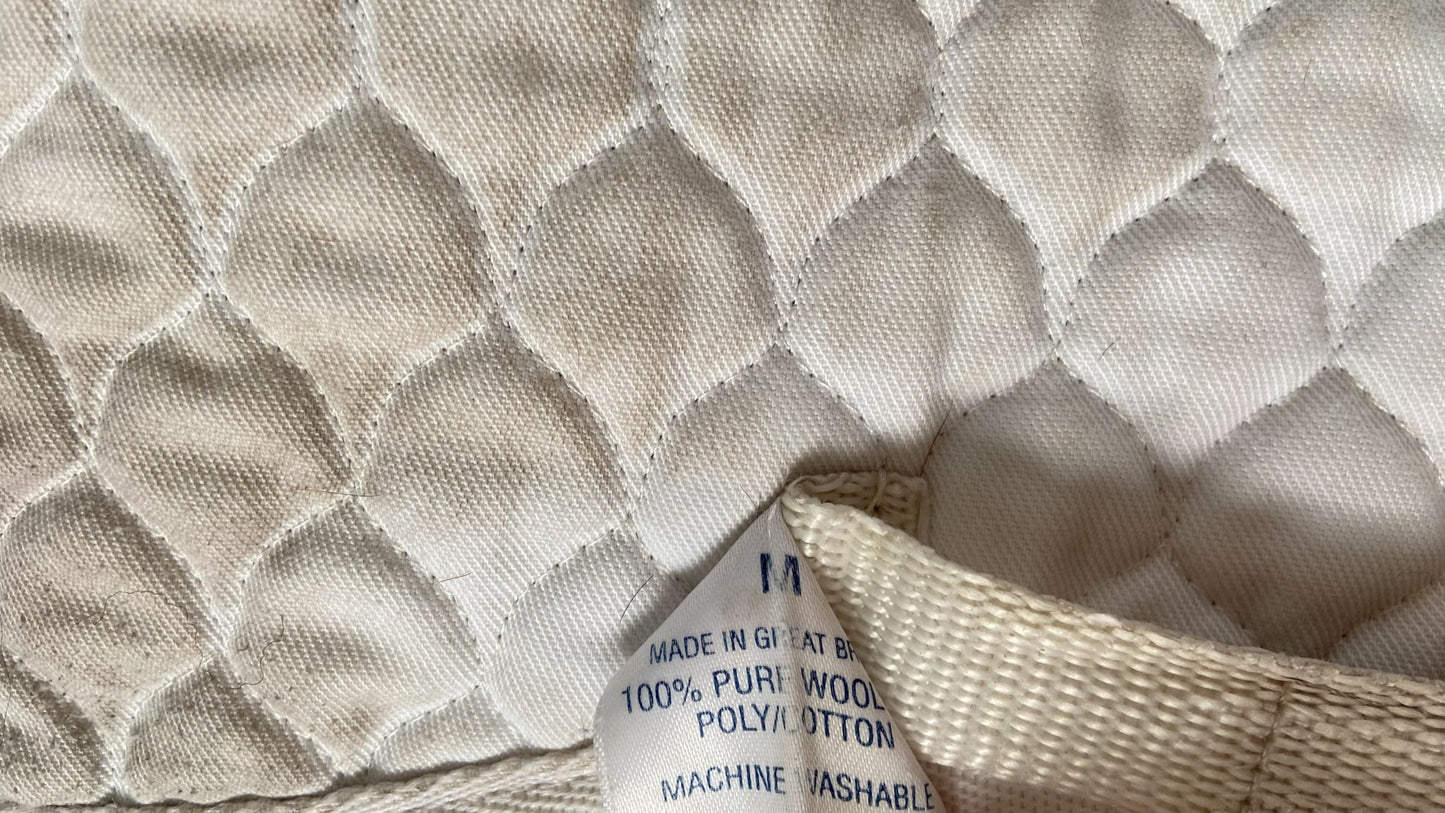 M
MADE IN GREAT BR
100% PURE WOOL
POLY/COTTON
MACHINE WASHABLE